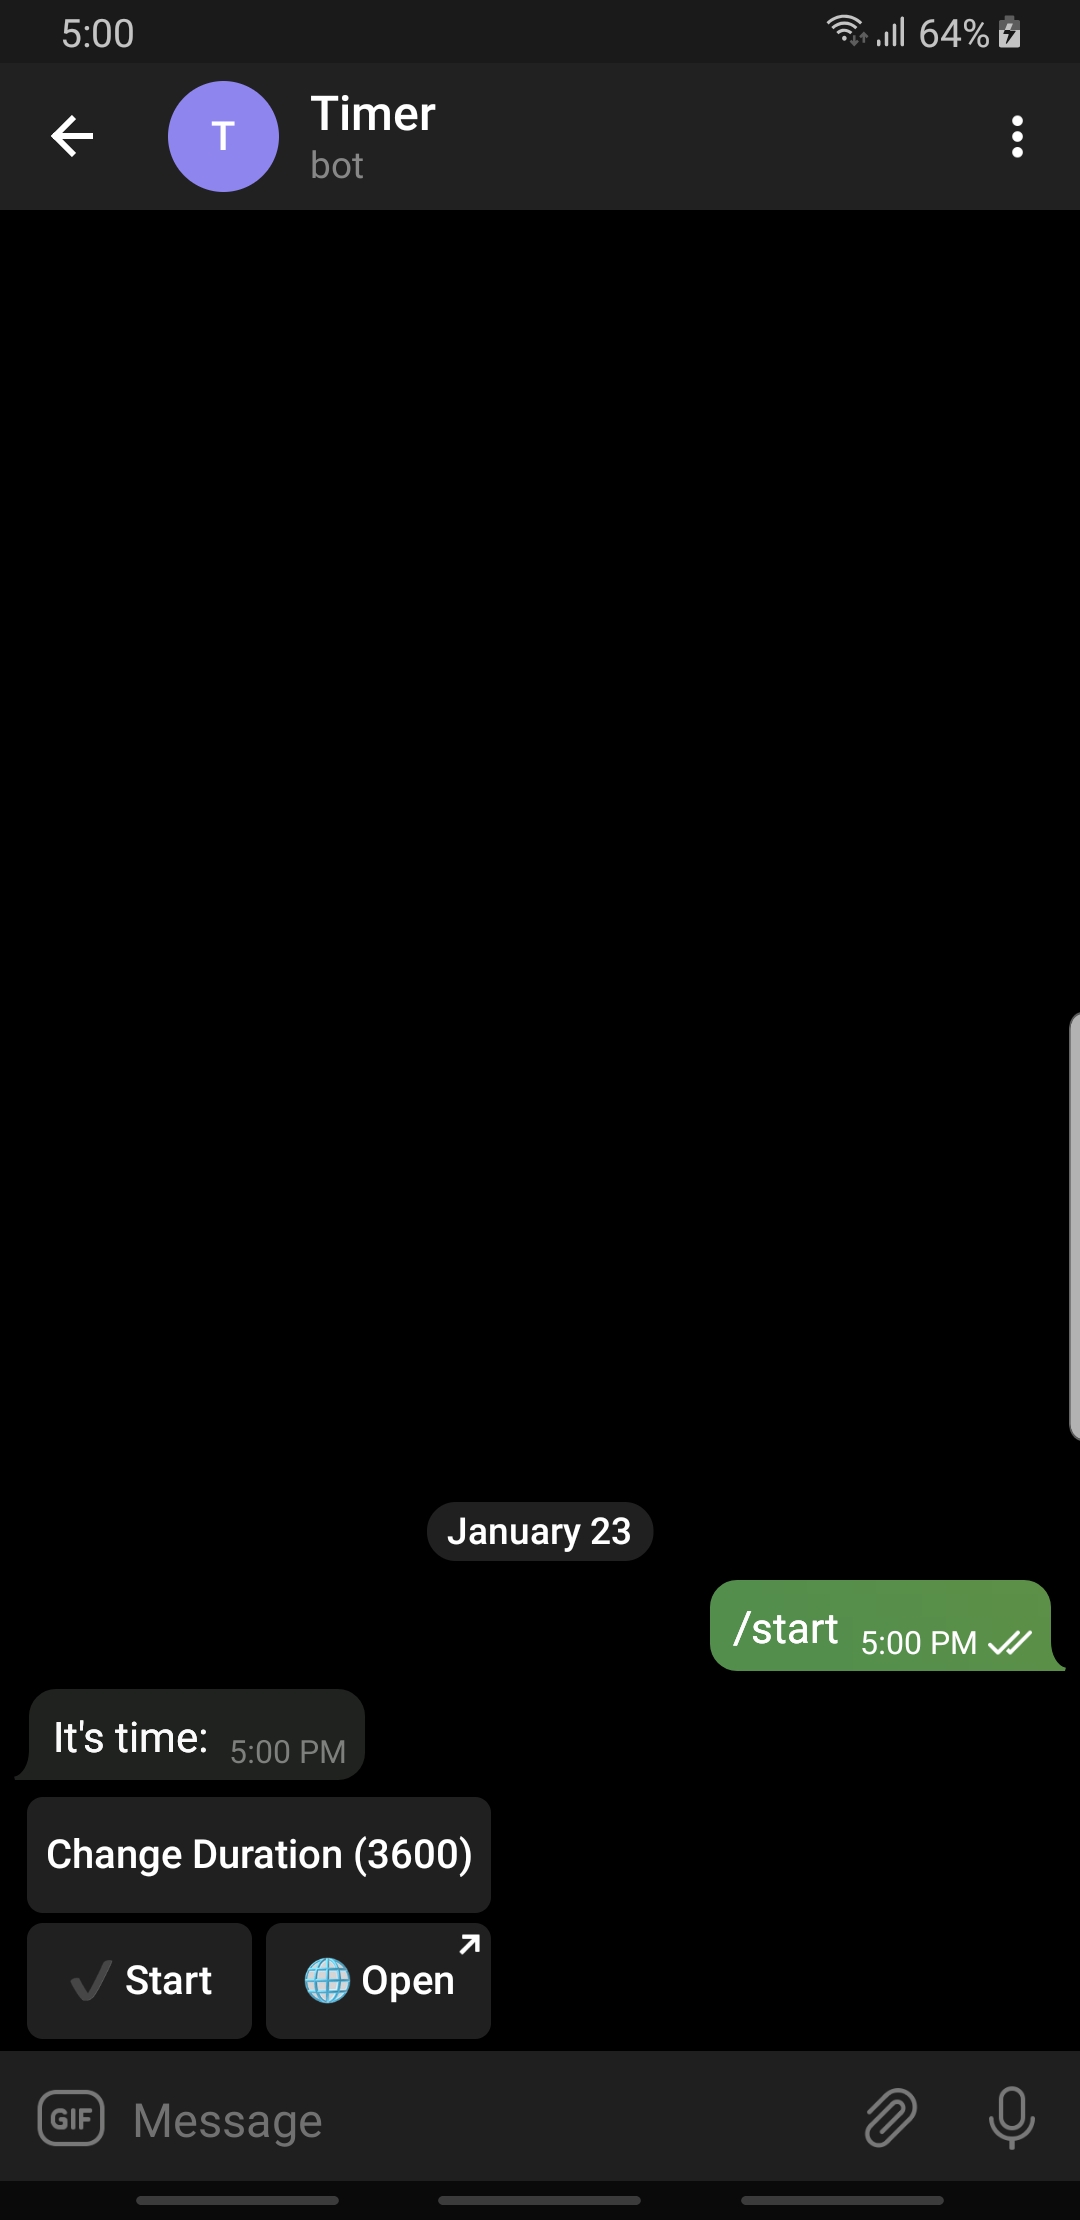 5:00
64%
T
Timer
bot
January 23
/start 5:00 PM
It's time: 5:00 PM
Change Duration (3600)
Start
Open
GIF
Message